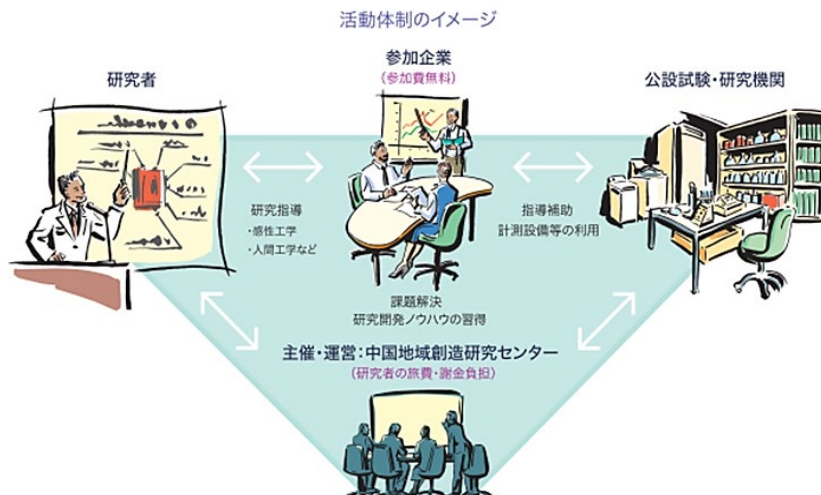 活動体制のイメージ
研究者
参加企業
(参加費無料)
公設試験・研究機関
研究指導
・感性工学
・人間工学など
指導補助
計測設備等の利用
課題解決
研究開発ノウハウの習得
主催・運営：中国地域創造研究センター
(研究者の旅費・謝金負担)